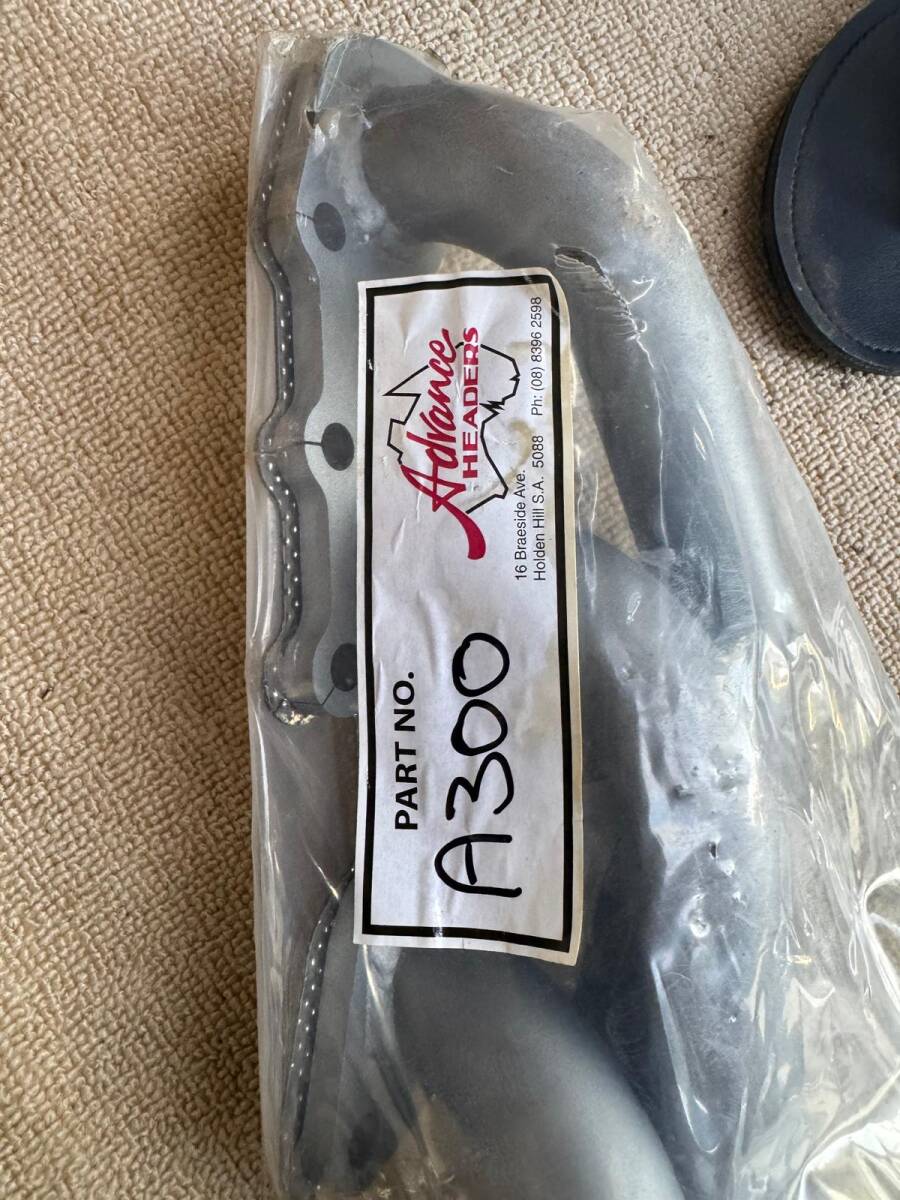 Advance
HEADERS
16 Braeside Ave.
Holden Hill S.A. 5088 Ph: (08) 8396 2598
PART NO.
A300